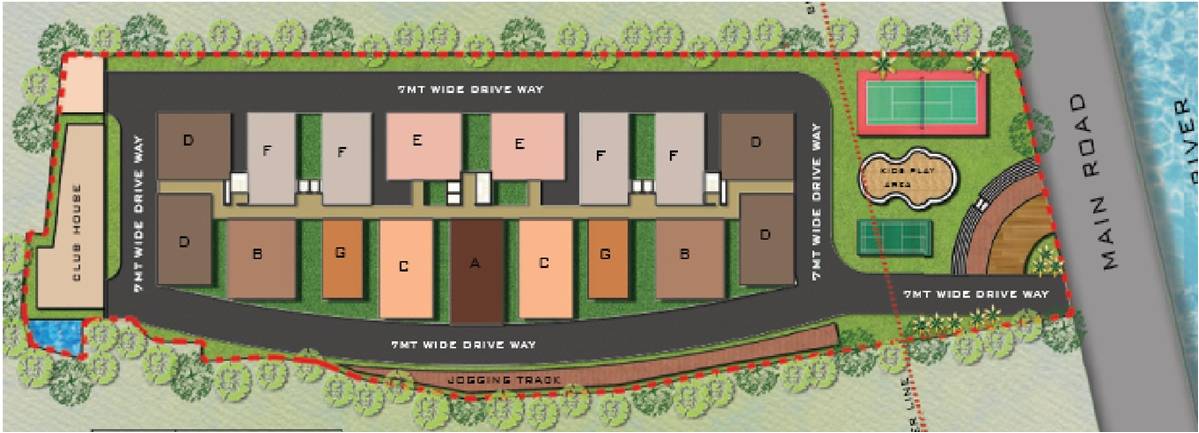 7MT WIDE DRIVE WAY
D
F
F
E
E
F
F
D
7MT WIDE DRIVE WAY
7MT WIDE DRIVE WAY
KIDS PLAY
AREA
CLUB HOUSE
D
B
G
C
A
C
G
B
D
MAIN ROAD
RIVER
7MT WIDE DRIVE WAY
7MT WIDE DRIVE WAY
JOGGING TRACK
LINE